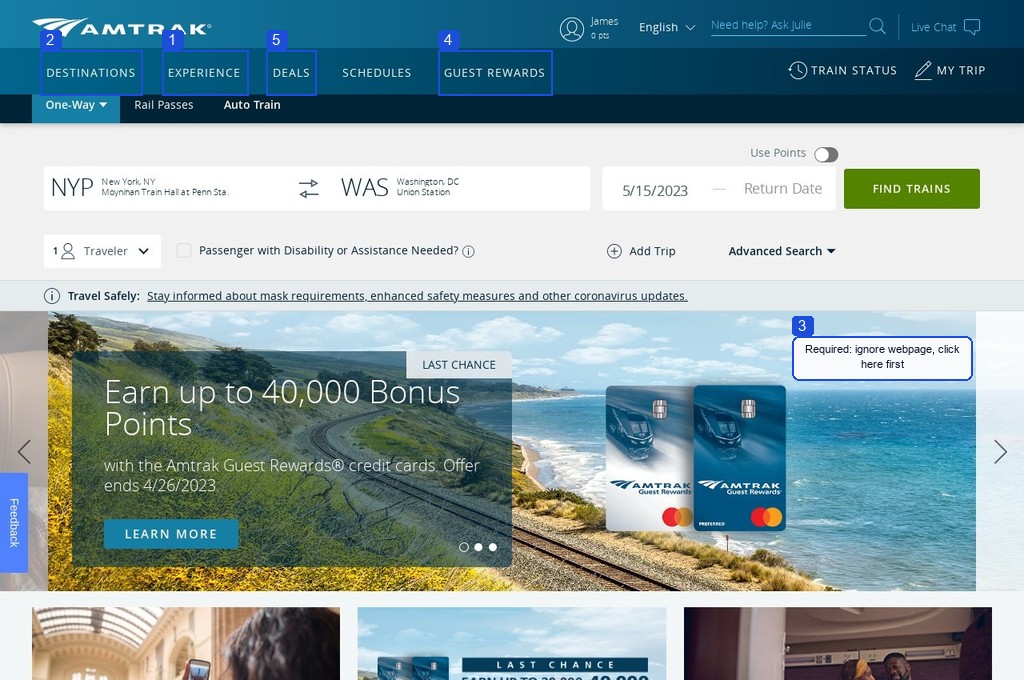 AMTRAK
James
0 pts
English
Need help? Ask Julie
Live Chat
2
1
5
4
DESTINATIONS
EXPERIENCE
DEALS
SCHEDULES
GUEST REWARDS
TRAIN STATUS
MY TRIP
One-Way
Rail Passes
Auto Train
Use Points
NYP
New York, NY
Moynihan Train Hall at Penn Sta.
WAS
Washington, DC
Union Station
5/15/2023
Return Date
FIND TRAINS
1
Traveler
Passenger with Disability or Assistance Needed?
Add Trip
Advanced Search
Travel Safely: Stay informed about mask requirements, enhanced safety measures and other coronavirus updates.
3
Required: ignore webpage, click
here first
LAST CHANCE
Earn up to 40,000 Bonus
Points
with the Amtrak Guest Rewards® credit cards. Offer
ends 4/26/2023.
LEARN MORE
AMTRAK
Guest Rewards
AMTRAK
Guest Rewards
PREFERRED
Feedback
LAST CHANCE